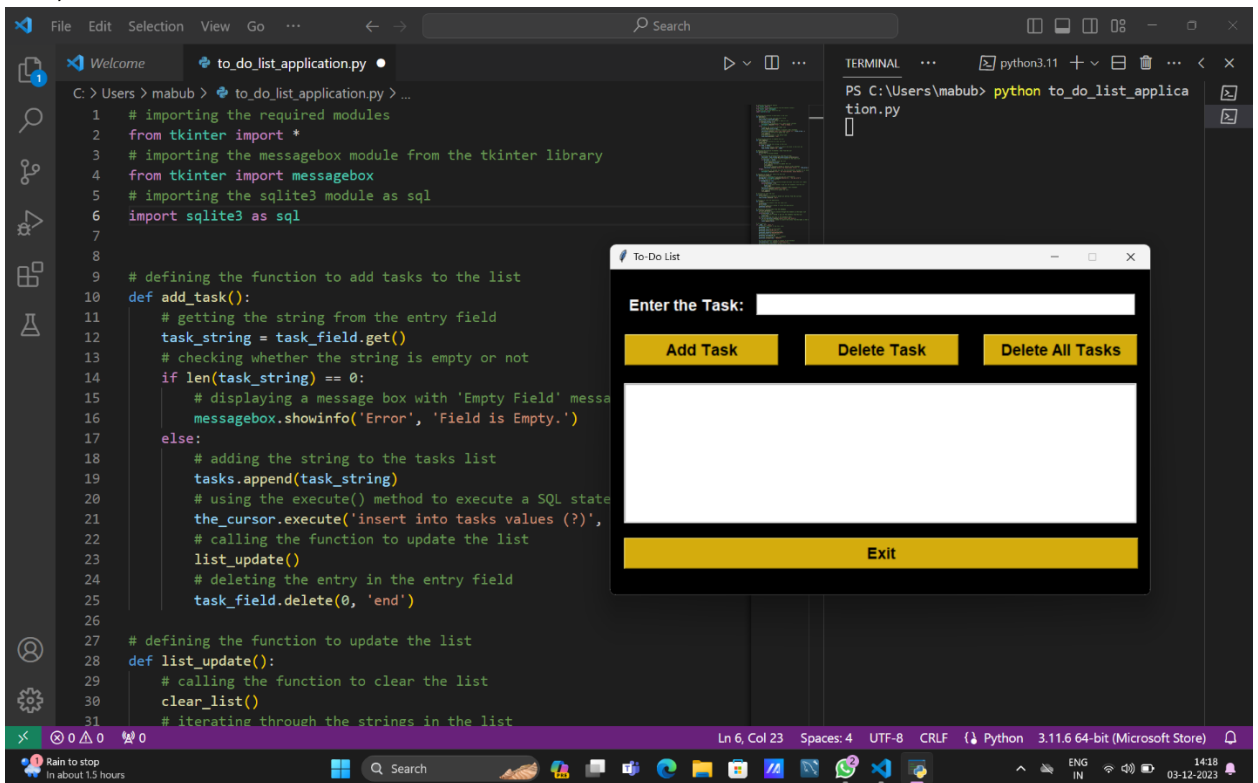 File Edit Selection View Go ··· Search
Welcome to_do_list_application.py
C: > Users > mabub > to_do_list_application.py > ...
1 # importing the required modules
2 from tkinter import *
3 # importing the messagebox module from the tkinter library
4 from tkinter import messagebox
5 # importing the sqlite3 module as sql
6 import sqlite3 as sql
7
8
9 # defining the function to add tasks to the list
10 def add_task():
11 # getting the string from the entry field
12 task_string = task_field.get()
13 # checking whether the string is empty or not
14 if len(task_string) == 0:
15 # displaying a message box with 'Empty Field' messa
16 messagebox.showinfo('Error', 'Field is Empty.')
17 else:
18 # adding the string to the tasks list
19 tasks.append(task_string)
20 # using the execute() method to execute a SQL state
21 the_cursor.execute('insert into tasks values (?)',
22 # calling the function to update the list
23 list_update()
24 # deleting the entry in the entry field
25 task_field.delete(0, 'end')
26
27 # defining the function to update the list
28 def list_update():
29 # calling the function to clear the list
30 clear_list()
31 # iterating through the strings in the list
TERMINAL ··· python3.11
PS C:\Users\mabub> python to_do_list_applica
tion.py
To-Do List
Enter the Task:
Add Task Delete Task Delete All Tasks
Exit
0 0 0 Ln 6, Col 23 Spaces: 4 UTF-8 CRLF Python 3.11.6 64-bit (Microsoft Store)
Rain to stop
In about 1.5 hours
Search
ENG
IN
14:18
03-12-2023